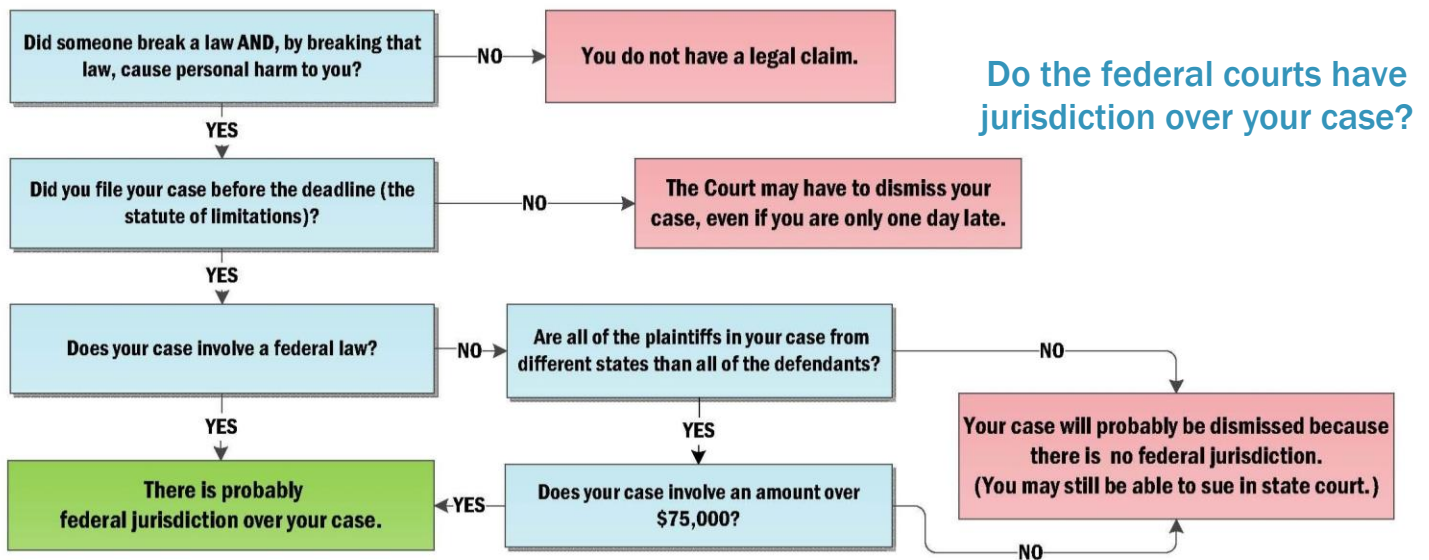 Did someone break a law AND, by breaking that
law, cause personal harm to you?
NO
You do not have a legal claim.
Do the federal courts have
jurisdiction over your case?
YES
Did you file your case before the deadline (the
statute of limitations)?
NO
The Court may have to dismiss your
case, even if you are only one day late.
YES
Does your case involve a federal law?
NO
Are all of the plaintiffs in your case from
different states than all of the defendants?
NO
YES
YES
Your case will probably be dismissed because
there is no federal jurisdiction.
(You may still be able to sue in state court.)
There is probably
federal jurisdiction over your case.
YES
Does your case involve an amount over
$75,000?
NO